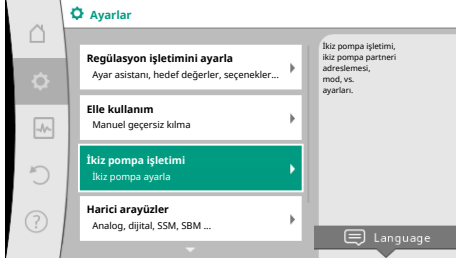 Ayarlar
Regülasyon işletimini ayarla
Ayar asistanı, hedef değerler, seçenekler...
Elle kullanım
Manuel geçersiz kılma
İkiz pompa işletimi
İkiz pompa ayarla
Harici arayüzler
Analog, dijital, SSM, SBM ...
İkiz pompa işletimi,
ikiz pompa partneri
adreslemesi,
mod, vs.
ayarları.
Language